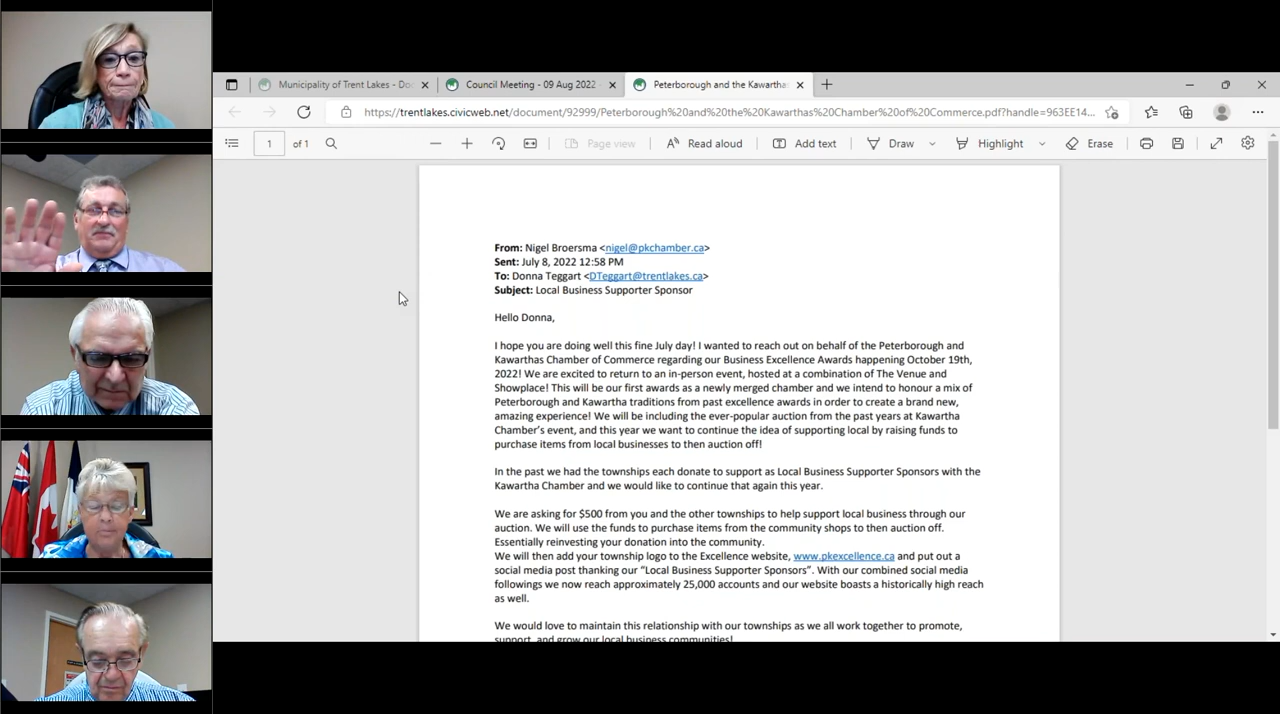 Municipality of Trent Lakes - Doc
Council Meeting - 09 Aug 2022
Peterborough and the Kawarthas
https://trentlakes.civicweb.net/document/92999/Peterborough%20and%20the%20Kawarthas%20Chamber%20of%20Commerce.pdf?handle=963EE14...
1 of 1
Page view
Read aloud
Add text
Draw
Highlight
Erase
From: Nigel Broersma <nigel@pkchamber.ca>
Sent: July 8, 2022 12:58 PM
To: Donna Teggart <DTeggart@trentlakes.ca>
Subject: Local Business Supporter Sponsor
Hello Donna,
I hope you are doing well this fine July day! I wanted to reach out on behalf of the Peterborough and
Kawarthas Chamber of Commerce regarding our Business Excellence Awards happening October 19th,
2022! We are excited to return to an in-person event, hosted at a combination of The Venue and
Showplace! This will be our first awards as a newly merged chamber and we intend to honour a mix of
Peterborough and Kawartha traditions from past excellence awards in order to create a brand new,
amazing experience! We will be including the ever-popular auction from the past years at Kawartha
Chamber's event, and this year we want to continue the idea of supporting local by raising funds to
purchase items from local businesses to then auction off!
In the past we had the townships each donate to support as Local Business Supporter Sponsors with the
Kawartha Chamber and we would like to continue that again this year.
We are asking for $500 from you and the other townships to help support local business through our
auction. We will use the funds to purchase items from the community shops to then auction off.
Essentially reinvesting your donation into the community.
We will then add your township logo to the Excellence website, www.pkexcellence.ca and put out a
social media post thanking our "Local Business Supporter Sponsors". With our combined social media
followings we now reach approximately 25,000 accounts and our website boasts a historically high reach
as well.
We would love to maintain this relationship with our townships as we all work together to promote,
support, and grow our local business communities!